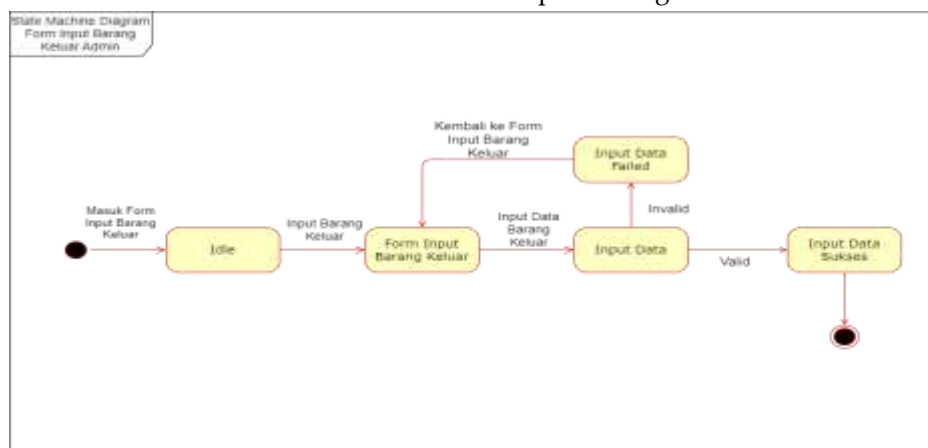 State Machine Diagram
Form Input Barang
Keluar Admin
Kembali ke Form
Input Barang
Keluar
Input Data
Failed
Invalid
Masuk Form
Input Barang
Keluar
Idle
Input Barang
Keluar
Form Input
Barang Keluar
Input Data
Barang
Keluar
Input Data
Valid
Input Data
Sukses